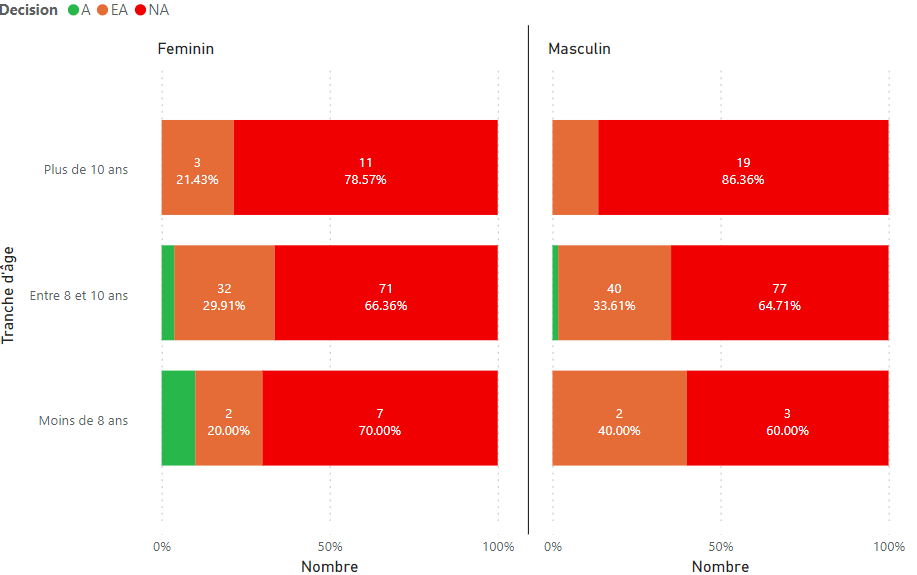 Decision A EA NA
Feminin
Masculin
Tranche d'âge
Plus de 10 ans
3
21.43%
11
78.57%
19
86.36%
Entre 8 et 10 ans
32
29.91%
71
66.36%
40
33.61%
77
64.71%
Moins de 8 ans
2
20.00%
7
70.00%
2
40.00%
3
60.00%
0% 50% 100% 0% 50% 100%
Nombre Nombre